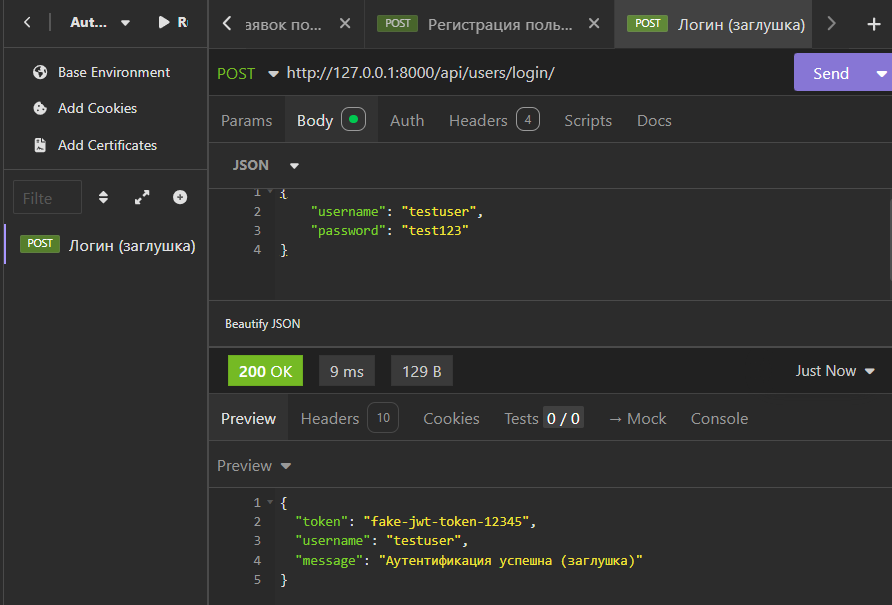 Aut... R
Base Environment
Add Cookies
Add Certificates
Filte
POST Логин (заглушка)
аявок по... POST Регистрация поль... POST Логин (заглушка)
POST http://127.0.0.1:8000/api/users/login/ Send
Params Body Auth Headers 4 Scripts Docs
JSON
1 {
2 "username": "testuser",
3 "password": "test123"
4 }
Beautify JSON
200 OK 9 ms 129 B Just Now
Preview Headers 10 Cookies Tests 0 / 0 → Mock Console
Preview
1 {
2 "token": "fake-jwt-token-12345",
3 "username": "testuser",
4 "message": "Аутентификация успешна (заглушка)"
5 }